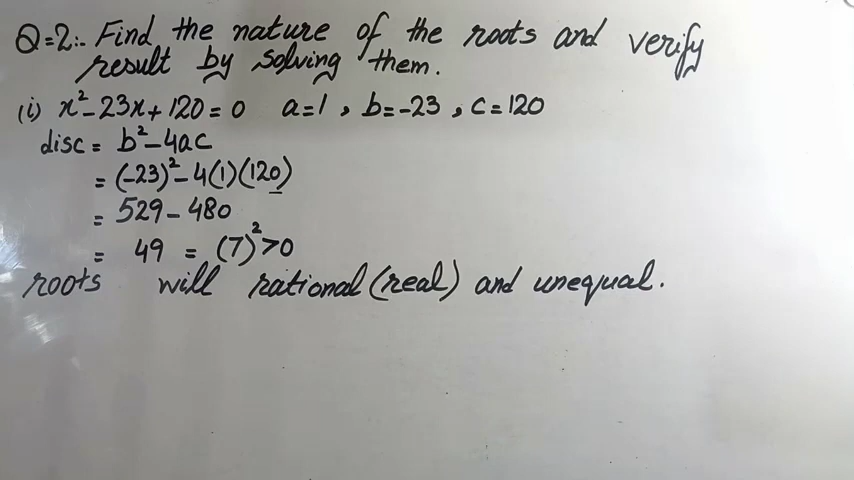 Q=2:- Find the nature of the roots and verify
result by solving them.
(i) x²-23x+120=0 a=1, b=-23, c=120
disc = b²-4ac
= (-23)²-4(1)(120)
= 529-480
= 49 = (7)²>0
roots will rational(real) and unequal.